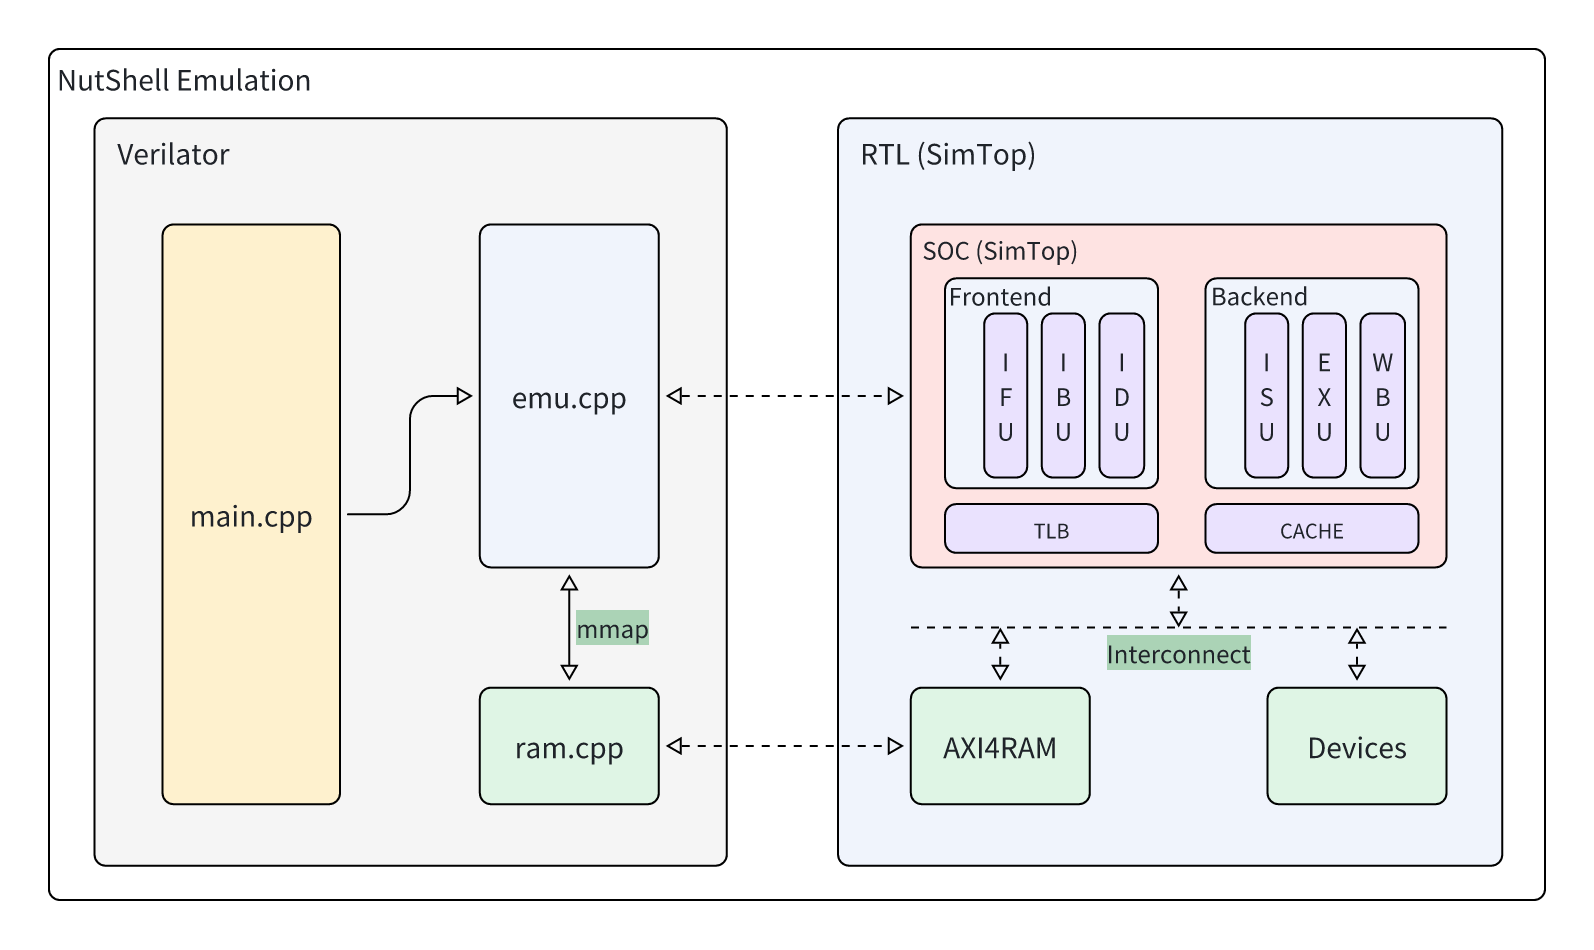 NutShell Emulation
Verilator
main.cpp
emu.cpp
mmap
ram.cpp
RTL (SimTop)
SOC (SimTop)
Frontend
IFU
IBU
IDU
Backend
ISU
EXU
WBU
TLB
CACHE
Interconnect
AXI4RAM
Devices